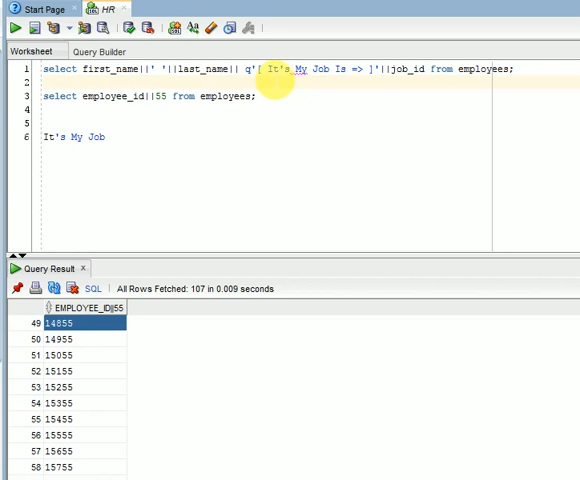 Start Page × HR ×
Worksheet Query Builder
1 select first_name||' '||last_name|| q'[ It's My Job Is => ]'||job_id from employees;
2
3 select employee_id||55 from employees;
4
5
6 It's My Job
Query Result ×
SQL All Rows Fetched: 107 in 0.009 seconds
EMPLOYEE_ID||55
49 14855
50 14955
51 15055
52 15155
53 15255
54 15355
55 15455
56 15555
57 15655
58 15755